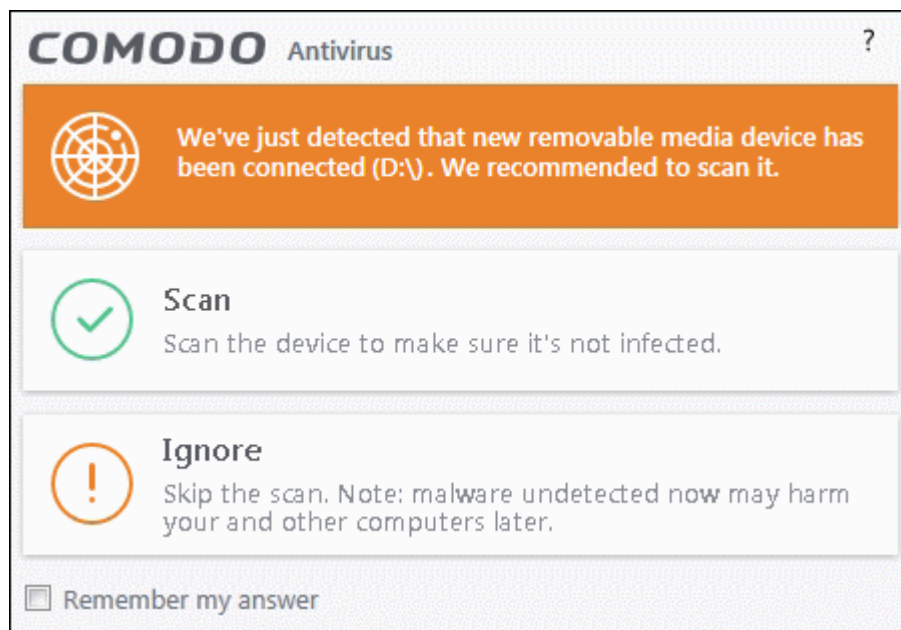 COMODO Antivirus
?
We've just detected that new removable media device has
been connected (D:\) . We recommended to scan it.
Scan
Scan the device to make sure it's not infected.
Ignore
Skip the scan. Note: malware undetected now may harm
your and other computers later.
Remember my answer